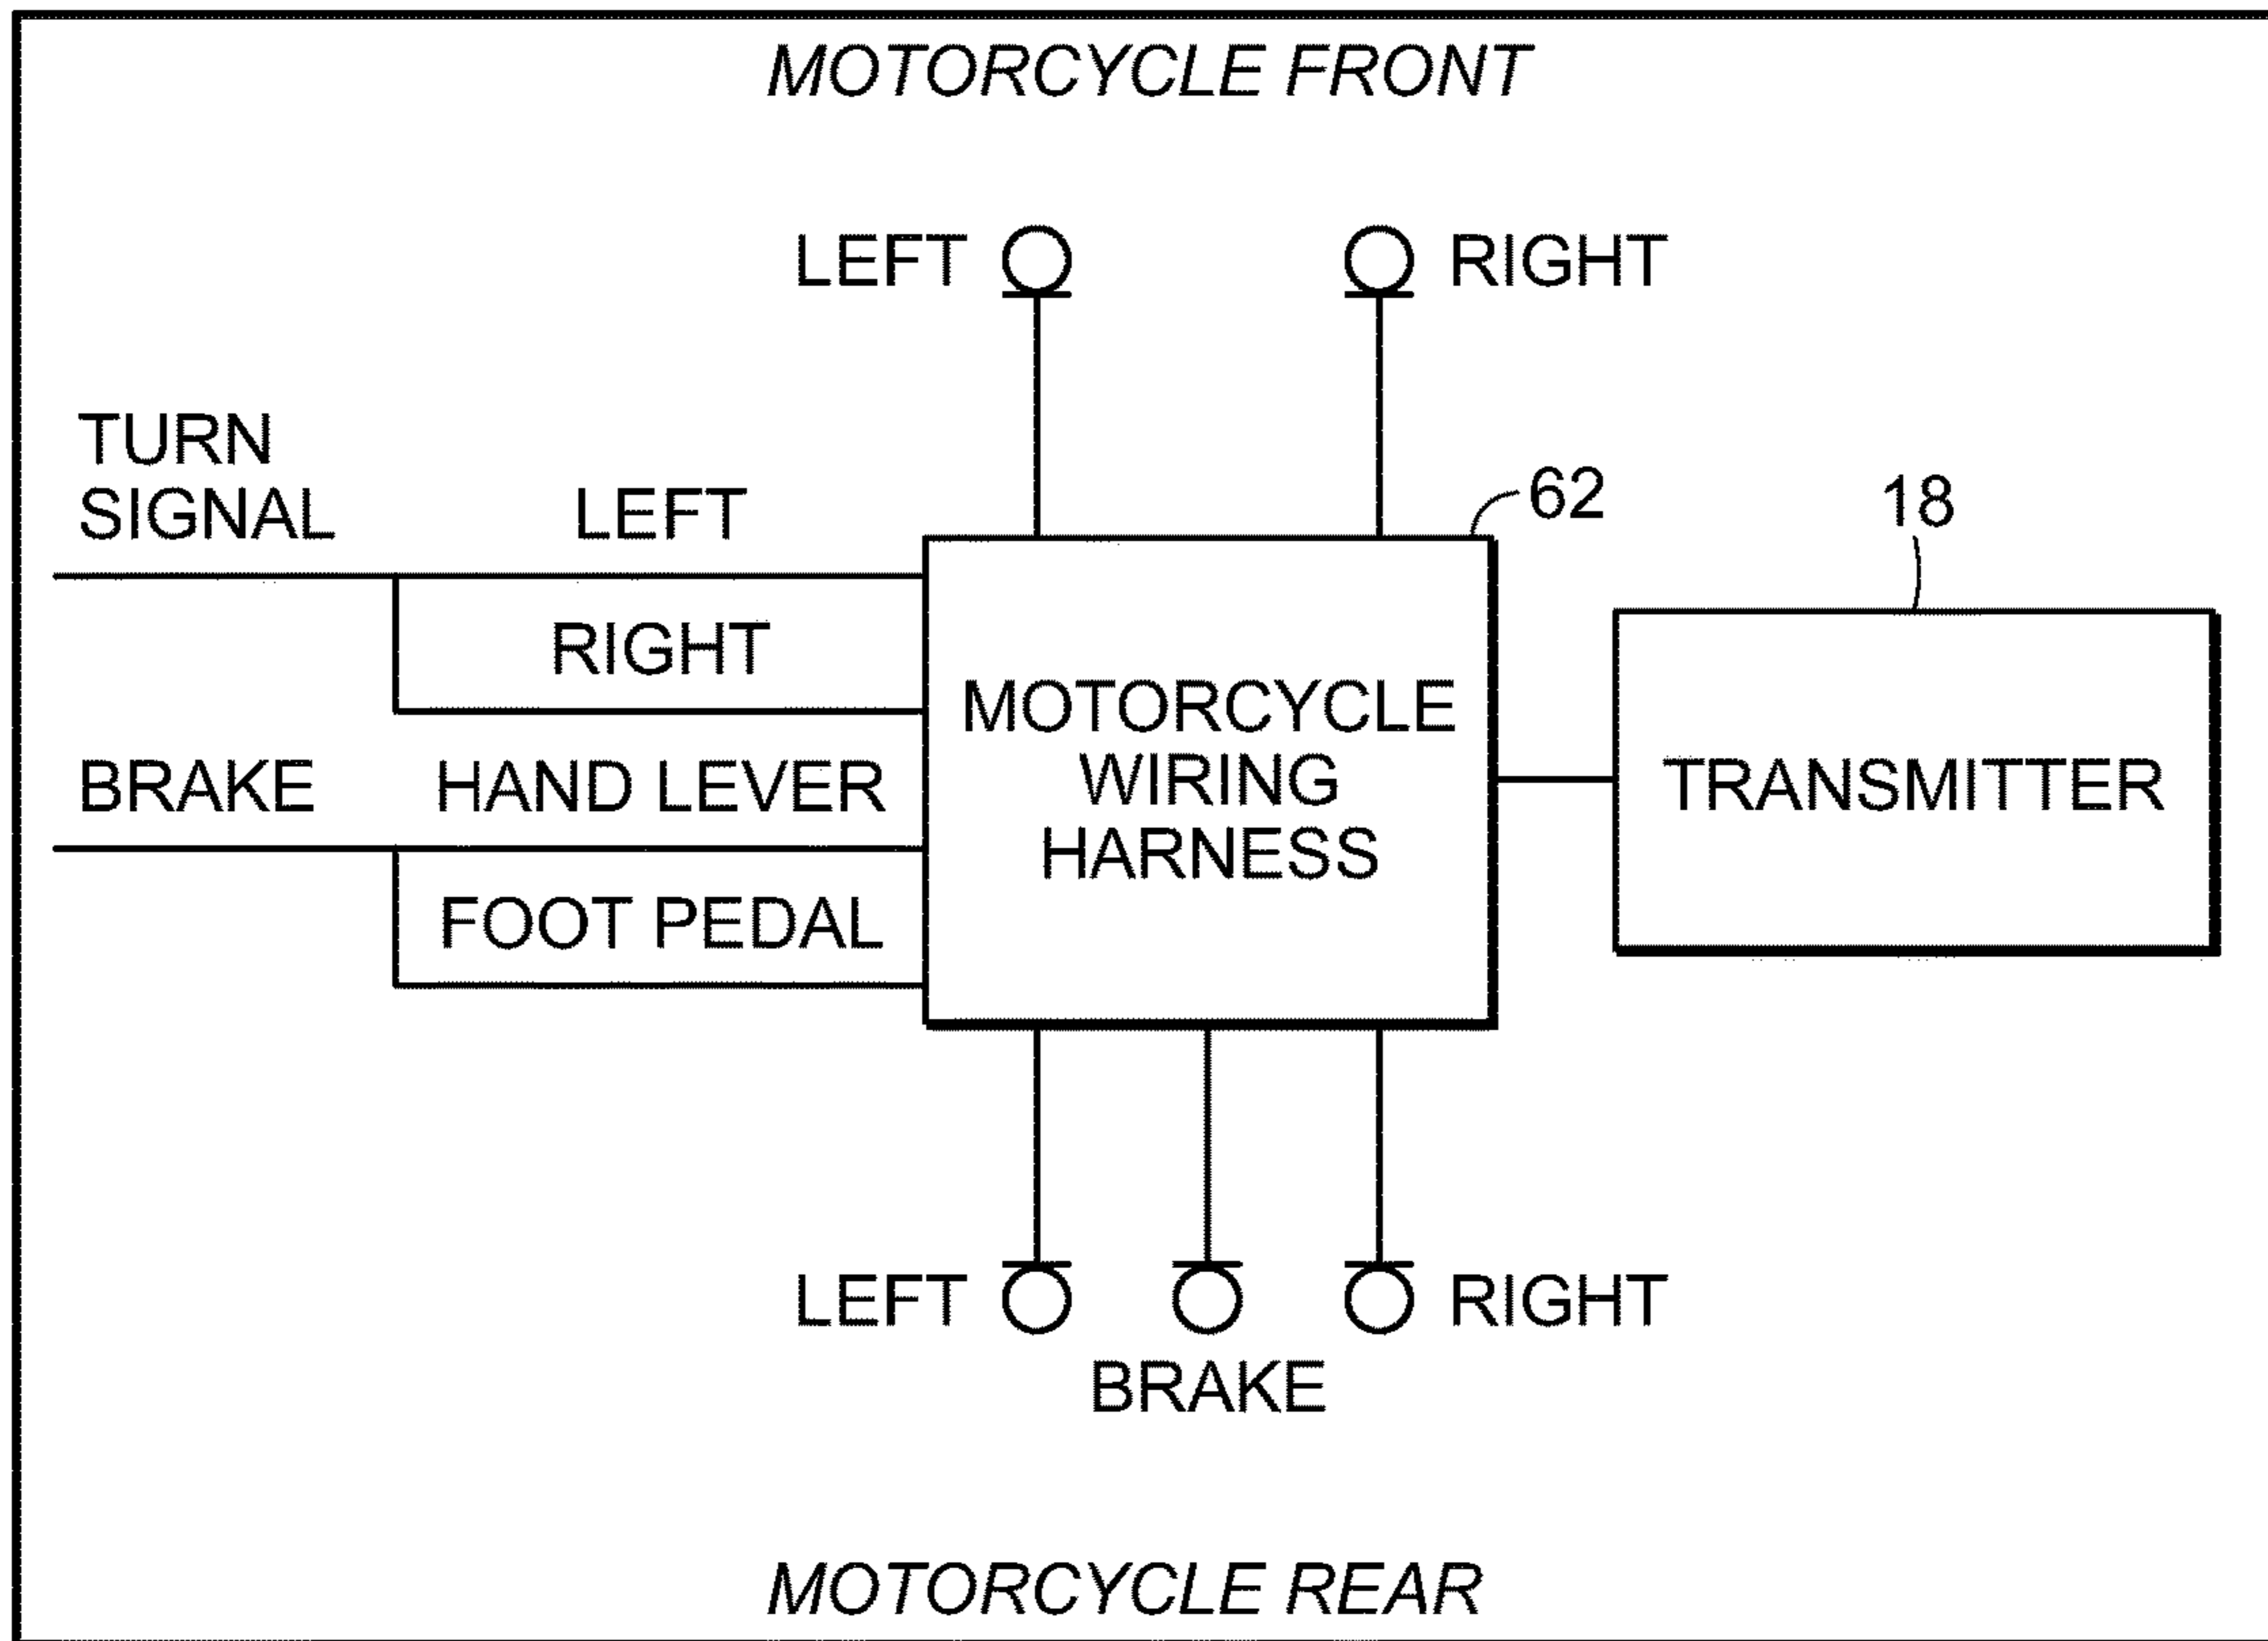 MOTORCYCLE FRONT
LEFT
RIGHT
TURN
SIGNAL
LEFT
62
18
RIGHT
MOTORCYCLE
WIRING
HARNESS
TRANSMITTER
BRAKE
HAND LEVER
FOOT PEDAL
LEFT
RIGHT
BRAKE
MOTORCYCLE REAR